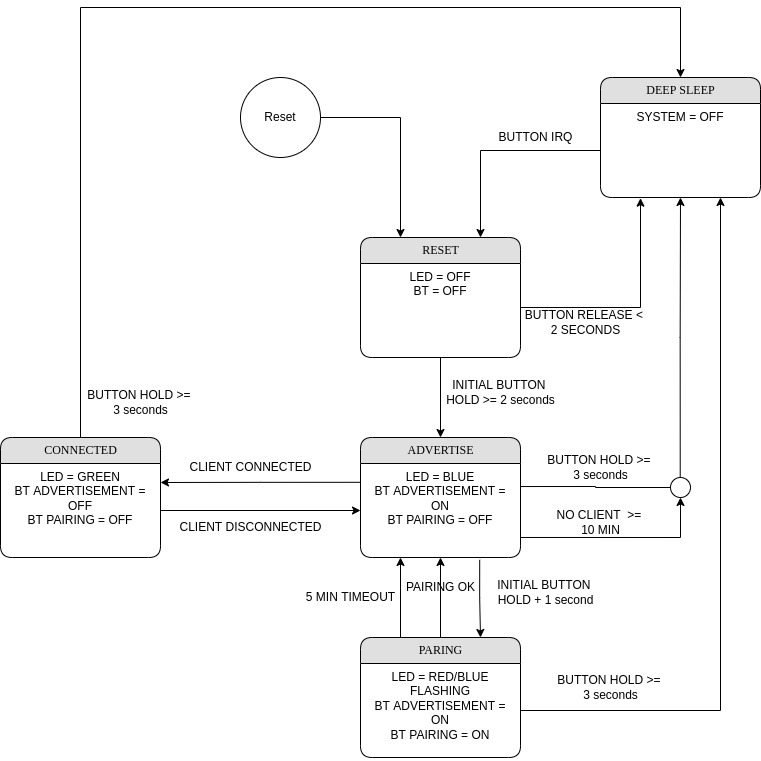 DEEP SLEEP
SYSTEM = OFF
Reset
BUTTON IRQ
RESET
LED = OFF
BT = OFF
BUTTON RELEASE <
2 SECONDS
INITIAL BUTTON
HOLD >= 2 seconds
BUTTON HOLD >=
3 seconds
CONNECTED
LED = GREEN
BT ADVERTISEMENT =
OFF
BT PAIRING = OFF
CLIENT CONNECTED
CLIENT DISCONNECTED
ADVERTISE
LED = BLUE
BT ADVERTISEMENT =
ON
BT PAIRING = OFF
BUTTON HOLD >=
3 seconds
NO CLIENT >=
10 MIN
5 MIN TIMEOUT
PAIRING OK
INITIAL BUTTON
HOLD + 1 second
PARING
LED = RED/BLUE
FLASHING
BT ADVERTISEMENT =
ON
BT PAIRING = ON
BUTTON HOLD >=
3 seconds